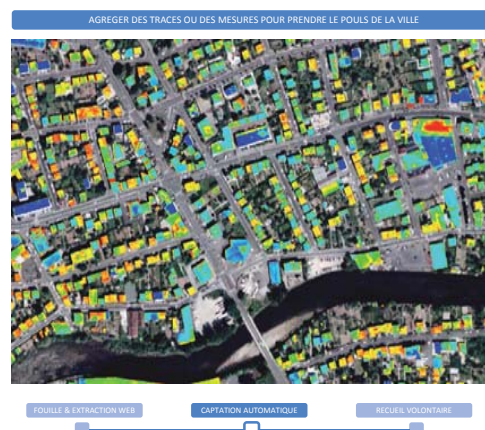 AGREGER DES TRACES OU DES MESURES POUR PRENDRE LE POULS DE LA VILLE
FOUILLE & EXTRACTION WEB
CAPTATION AUTOMATIQUE
RECUEIL VOLONTAIRE